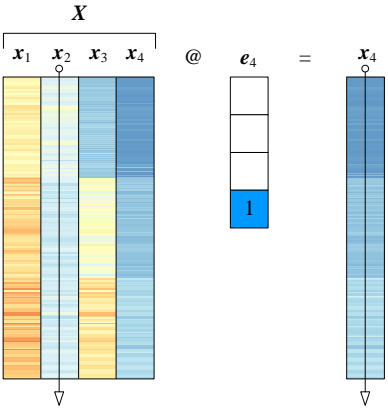 X
x₁ x₂ x₃ x₄ @ e₄ = x₄
1